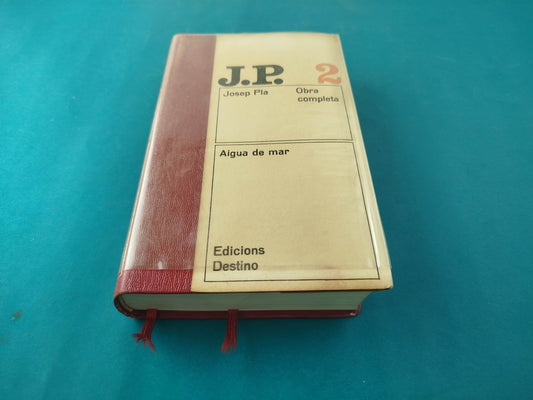 J.P. 2
Josep Pla Obra
completa
Aigua de mar
Edicions
Destino